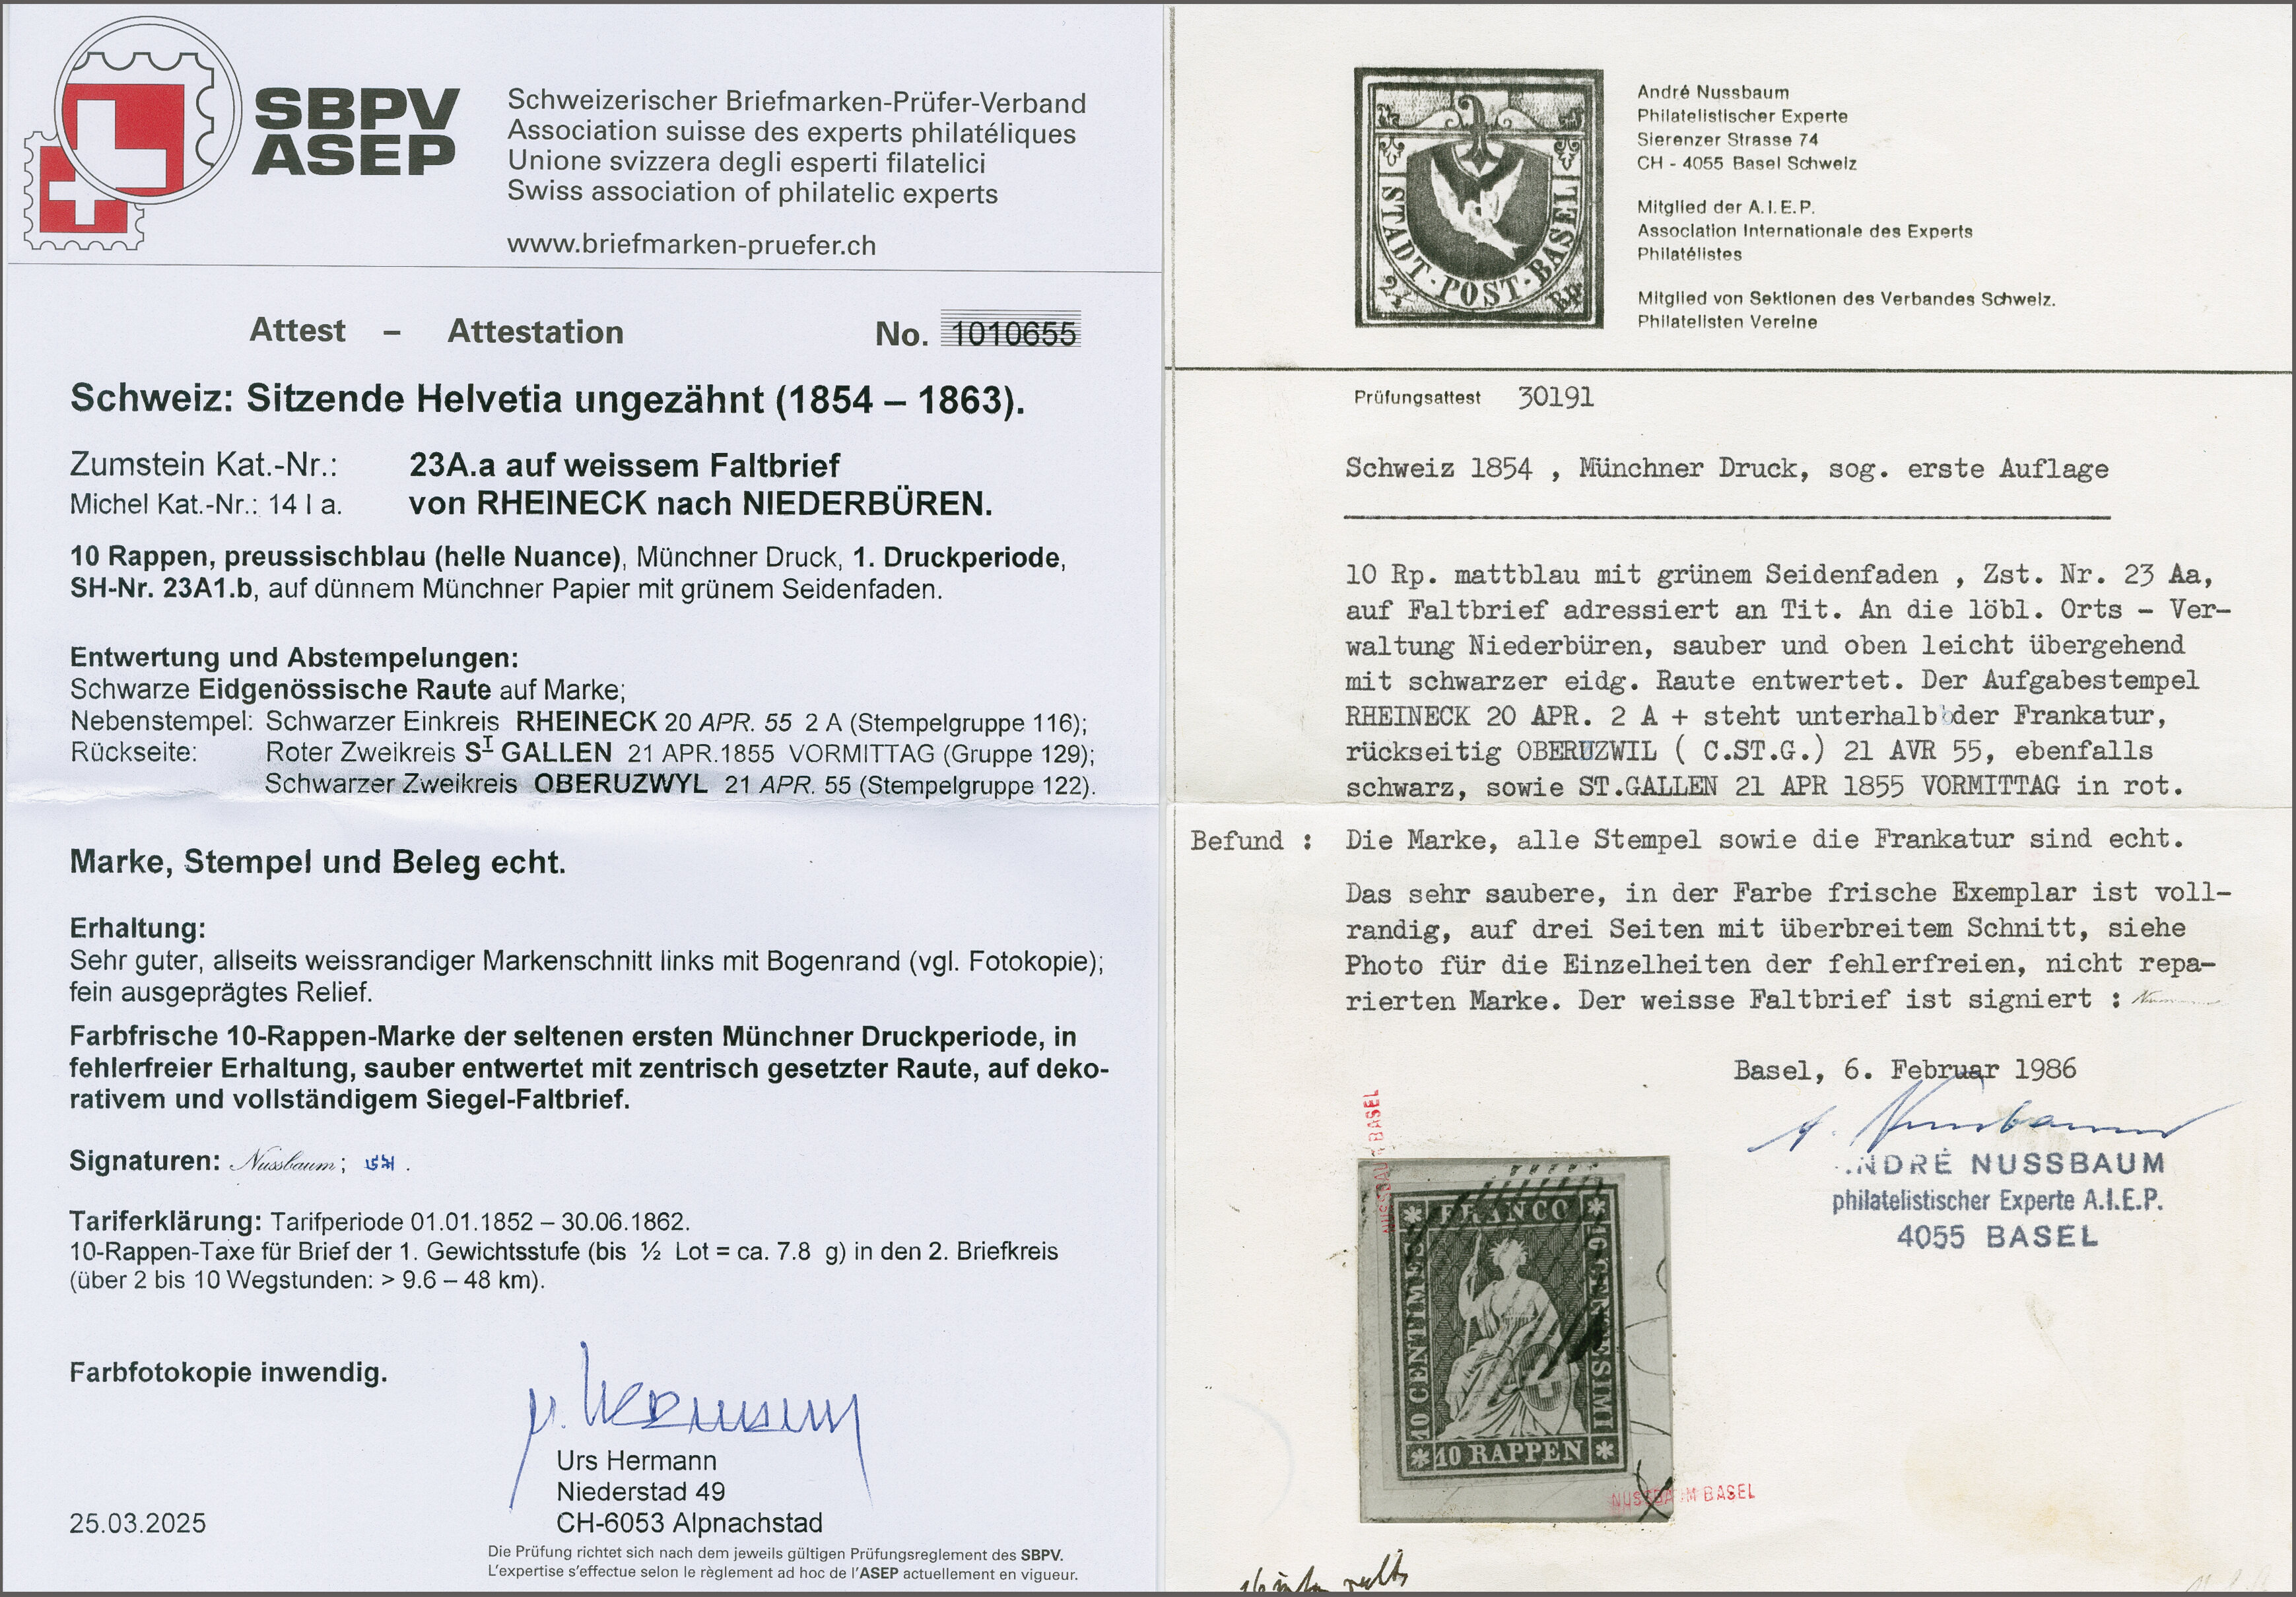 SBPV
ASEP
Schweizerischer Briefmarken-Prüfer-Verband
Association suisse des experts philatéliques
Unione svizzera degli esperti filatelici
Swiss association of philatelic experts
www.briefmarken-pruefer.ch
Attest – Attestation No. 1010655
Schweiz: Sitzende Helvetia ungezähnt (1854 – 1863).
Zumstein Kat.-Nr.: 23A.a auf weissem Faltbrief
Michel Kat.-Nr.: 14 I a. von RHEINECK nach NIEDERBÜREN.
10 Rappen, preussischblau (helle Nuance), Münchner Druck, 1. Druckperiode,
SH-Nr. 23A1.b, auf dünnem Münchner Papier mit grünem Seidenfaden.
Entwertung und Abstempelungen:
Schwarze Eidgenössische Raute auf Marke;
Nebenstempel: Schwarzer Einkreis RHEINECK 20 APR. 55 2 A (Stempelgruppe 116);
Rückseite: Roter Zweikreis SI GALLEN 21 APR.1855 VORMITTAG (Gruppe 129);
Schwarzer Zweikreis OBERUZWYL 21 APR. 55 (Stempelgruppe 122).
Marke, Stempel und Beleg echt.
Erhaltung:
Sehr guter, allseits weissrandiger Markenschnitt links mit Bogenrand (vgl. Fotokopie);
fein ausgeprägtes Relief.
Farbfrische 10-Rappen-Marke der seltenen ersten Münchner Druckperiode, in
fehlerfreier Erhaltung, sauber entwertet mit zentrisch gesetzter Raute, auf deko-
rativem und vollständigem Siegel-Faltbrief.
Signaturen: Nussbaum; .
Tariferklärung: Tarifperiode 01.01.1852 – 30.06.1862.
10-Rappen-Taxe für Brief der 1. Gewichtsstufe (bis ½ Lot = ca. 7.8 g) in den 2. Briefkreis
(über 2 bis 10 Wegstunden: > 9.6 – 48 km).
Farbfotokopie inwendig.
U. Hermann
Urs Hermann
Niederstad 49
25.03.2025 CH-6053 Alpnachstad
Die Prüfung richtet sich nach dem jeweils gültigen Prüfungsreglement des SBPV.
L'expertise s'effectue selon le règlement ad hoc de l'ASEP actuellement en vigueur.
STADT · POST · BASEL
2½ Rp.
André Nussbaum
Philatelistischer Experte
Sierenzer Strasse 74
CH - 4055 Basel Schweiz
Mitglied der A.I.E.P.
Association Internationale des Experts
Philatélistes
Mitglied von Sektionen des Verbandes Schweiz.
Philatelisten Vereine
Prüfungsattest 30191
Schweiz 1854 , Münchner Druck, sog. erste Auflage
10 Rp. mattblau mit grünem Seidenfaden , Zst. Nr. 23 Aa,
auf Faltbrief adressiert an Tit. An die löbl. Orts - Ver-
waltung Niederbüren, sauber und oben leicht übergehend
mit schwarzer eidg. Raute entwertet. Der Aufgabestempel
RHEINECK 20 APR. 2 A + steht unterhalb der Frankatur,
rückseitig OBERUZWIL ( C.ST.G.) 21 AVR 55, ebenfalls
schwarz, sowie ST.GALLEN 21 APR 1855 VORMITTAG in rot.
Befund : Die Marke, alle Stempel sowie die Frankatur sind echt.
Das sehr saubere, in der Farbe frische Exemplar ist voll-
randig, auf drei Seiten mit überbreitem Schnitt, siehe
Photo für die Einzelheiten der fehlerfreien, nicht repa-
rierten Marke. Der weisse Faltbrief ist signiert :
Basel, 6. Februar 1986
A. Nussbaum
ANDRÉ NUSSBAUM
philatelistischer Experte A.I.E.P.
4055 BASEL
NUSSBAUM BASEL
FRANCO
10 CENTIMES
10 CENTESIMI
10 RAPPEN
NUSSBAUM BASEL